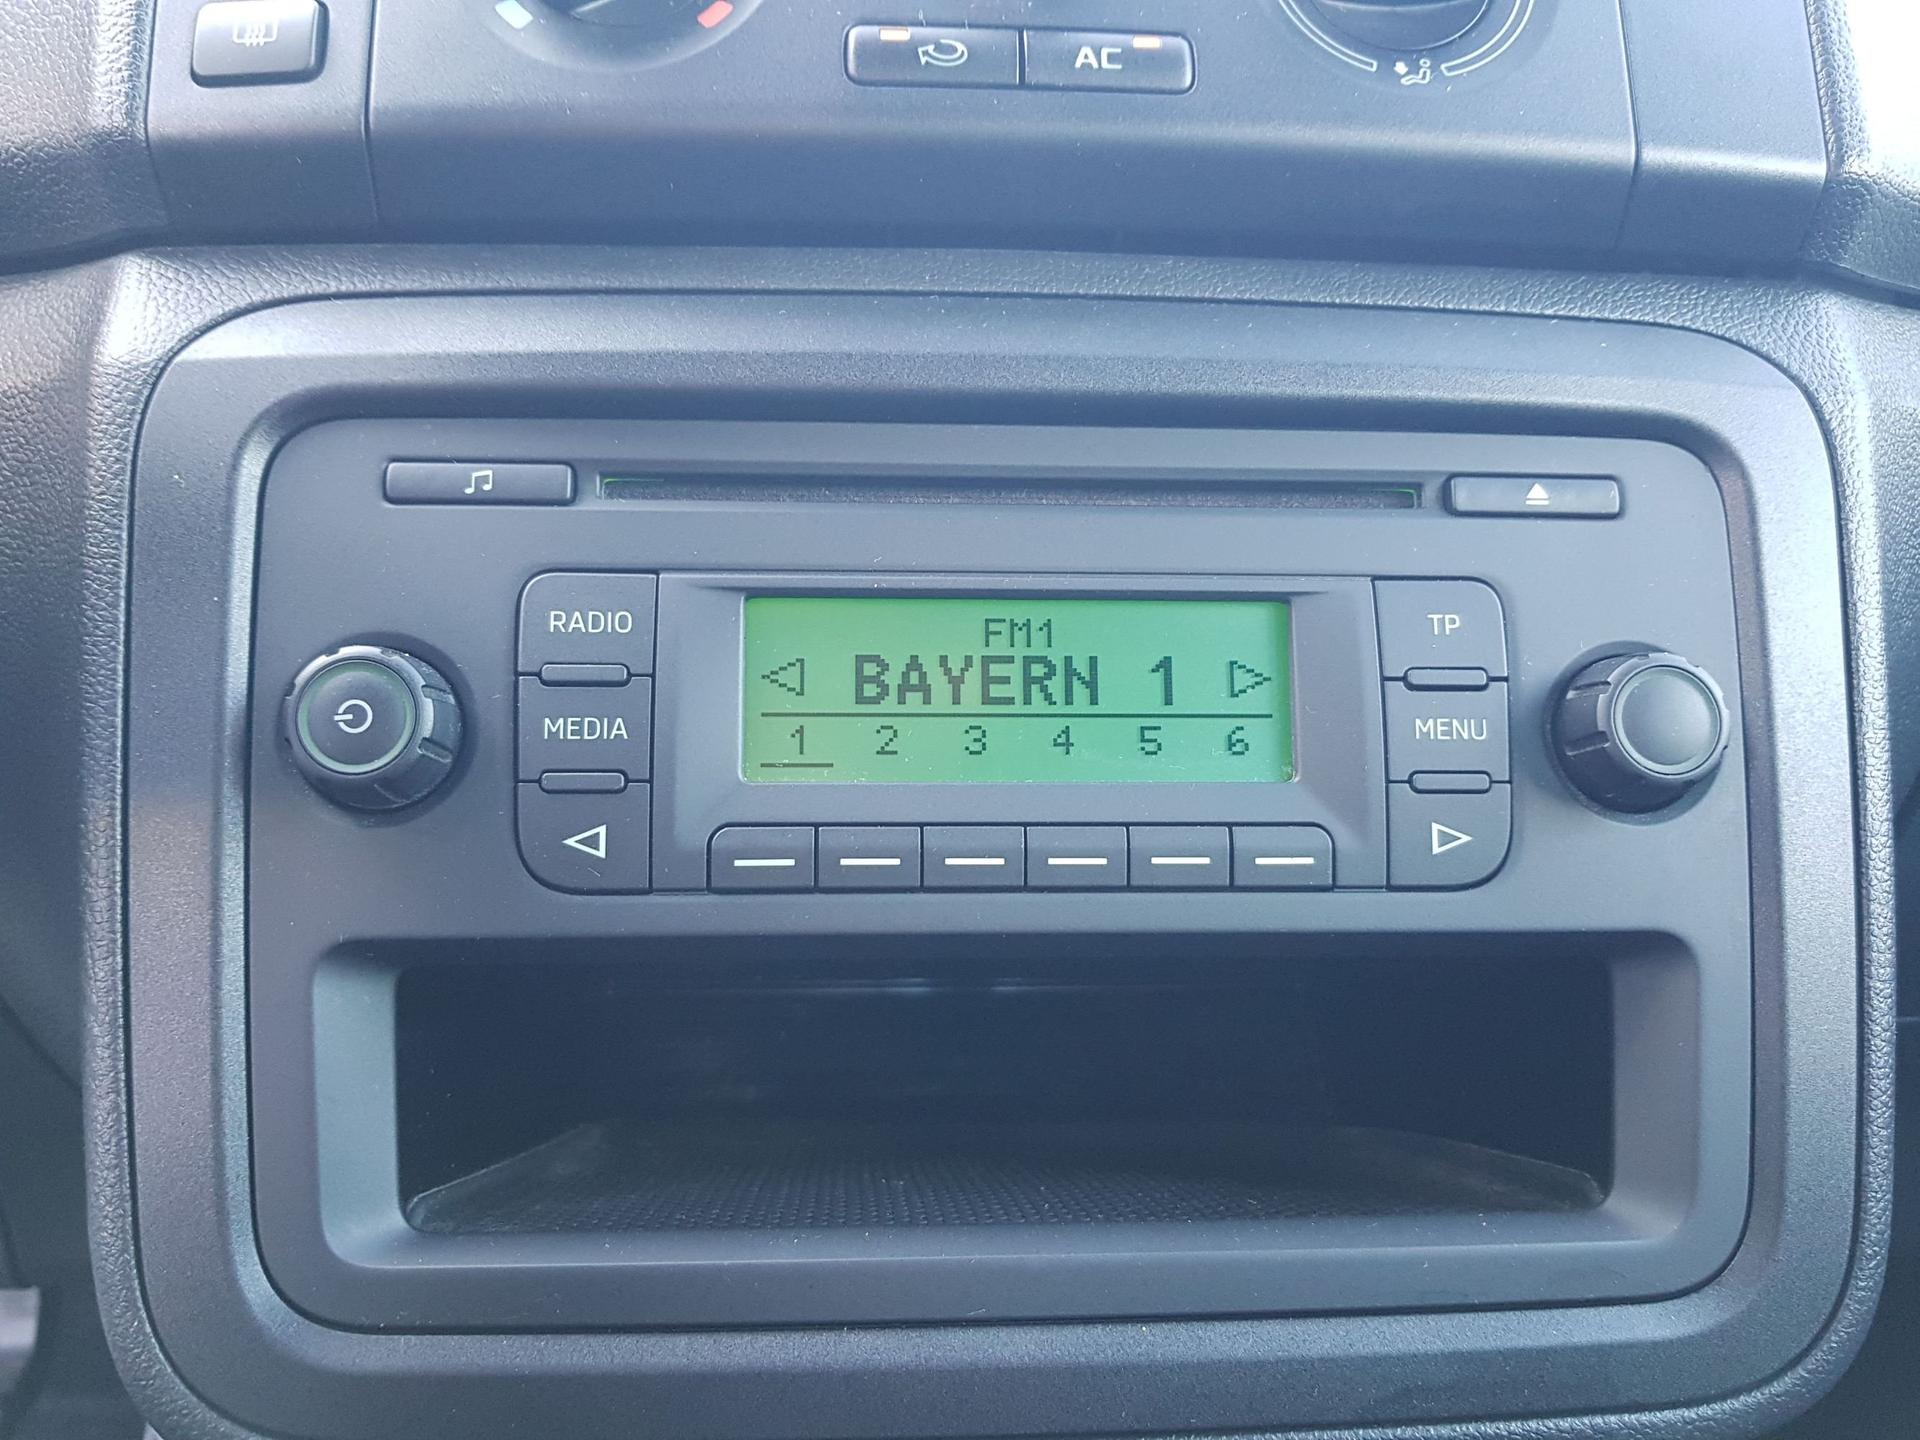 AC
RADIO
TP
FM1
BAYERN 1
MEDIA
MENU
1 2 3 4 5 6